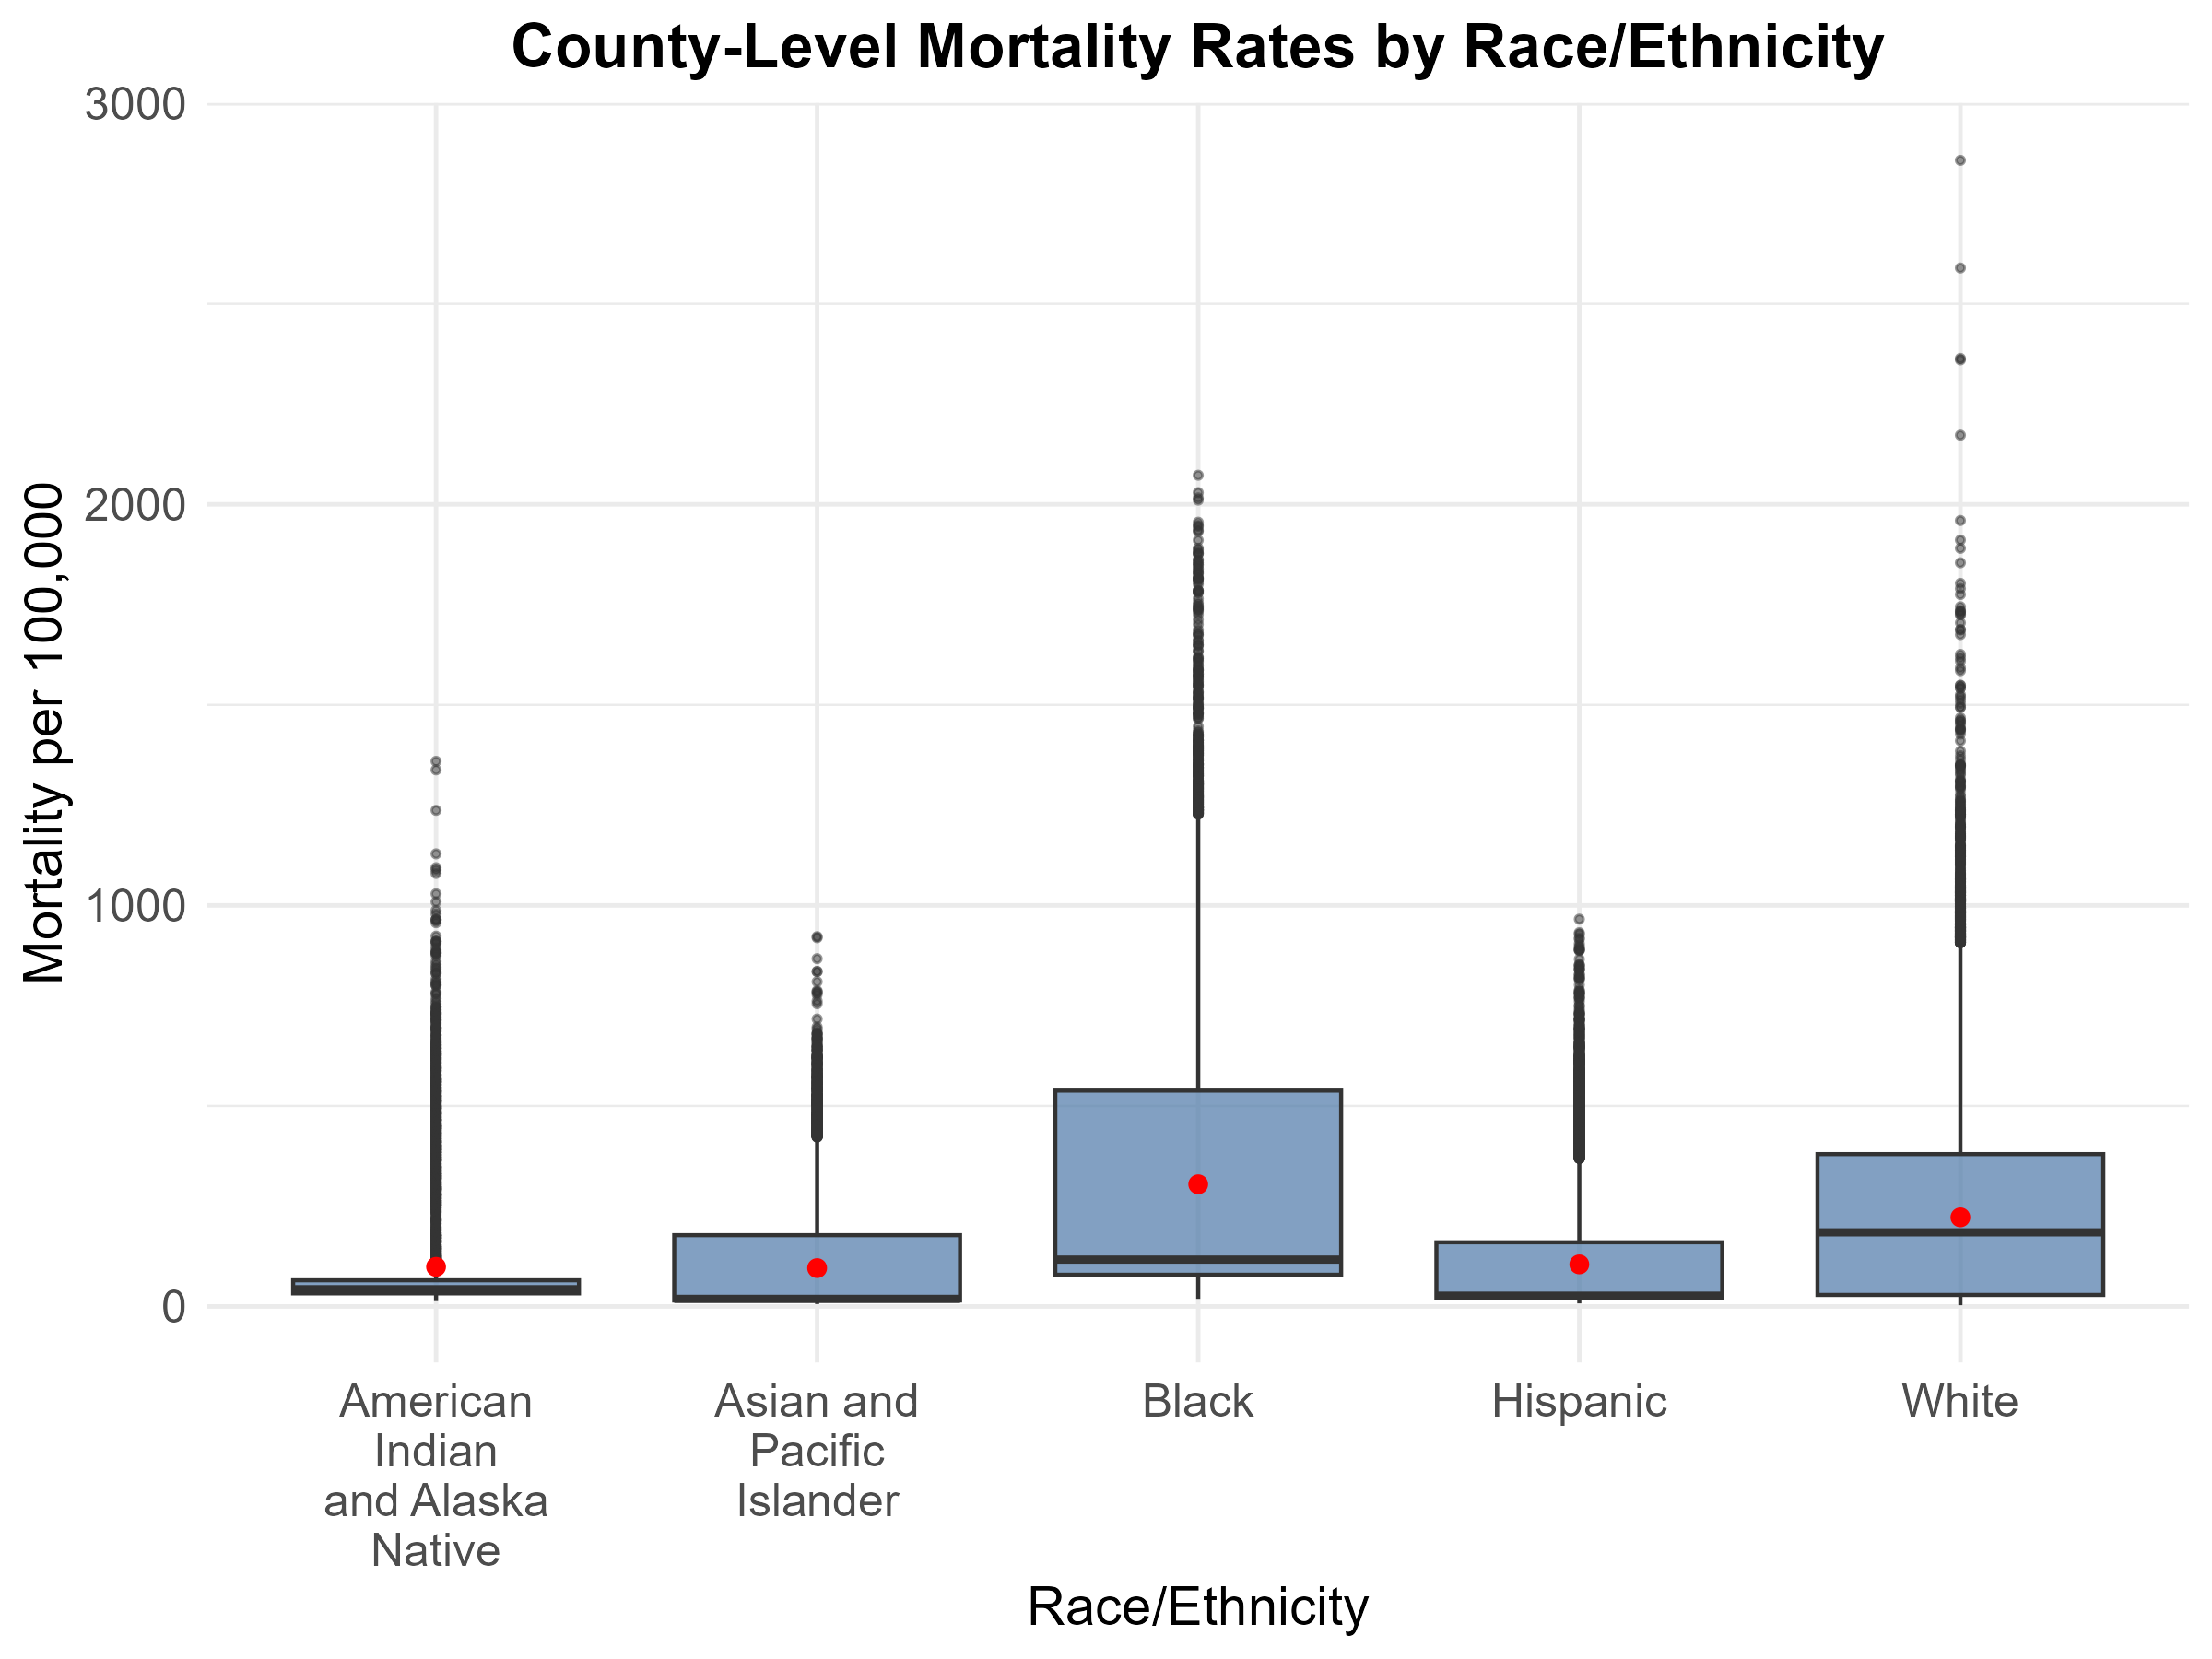 County-Level Mortality Rates by Race/Ethnicity
Mortality per 100,000
3000
2000
1000
0
American
Indian
and Alaska
Native
Asian and
Pacific
Islander
Black
Hispanic
White
Race/Ethnicity